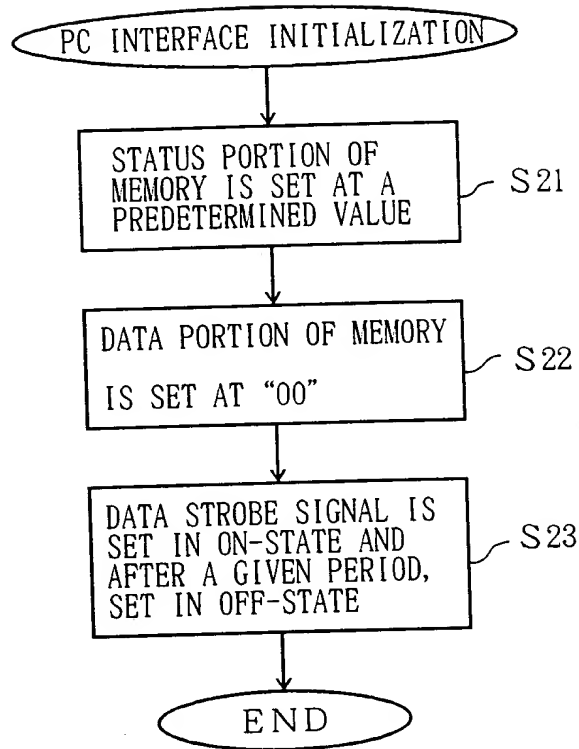 PC INTERFACE INITIALIZATION
STATUS PORTION OF
MEMORY IS SET AT A
PREDETERMINED VALUE
S21
DATA PORTION OF MEMORY
IS SET AT “00”
S22
DATA STROBE SIGNAL IS
SET IN ON-STATE AND
AFTER A GIVEN PERIOD,
SET IN OFF-STATE
S23
END